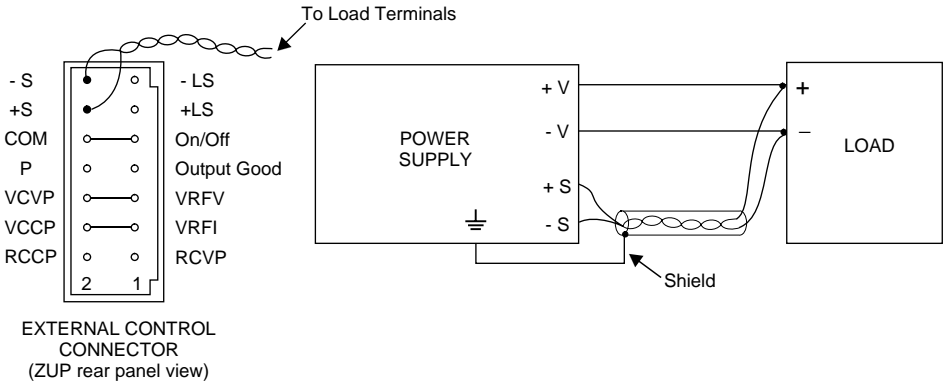 To Load Terminals
- S - LS
+S +LS
COM On/Off
P Output Good
VCVP VRFV
VCCP VRFI
RCCP RCVP
2 1
EXTERNAL CONTROL
CONNECTOR
(ZUP rear panel view)
POWER
SUPPLY
+ V
- V
+ S
- S
Shield
+
–
LOAD